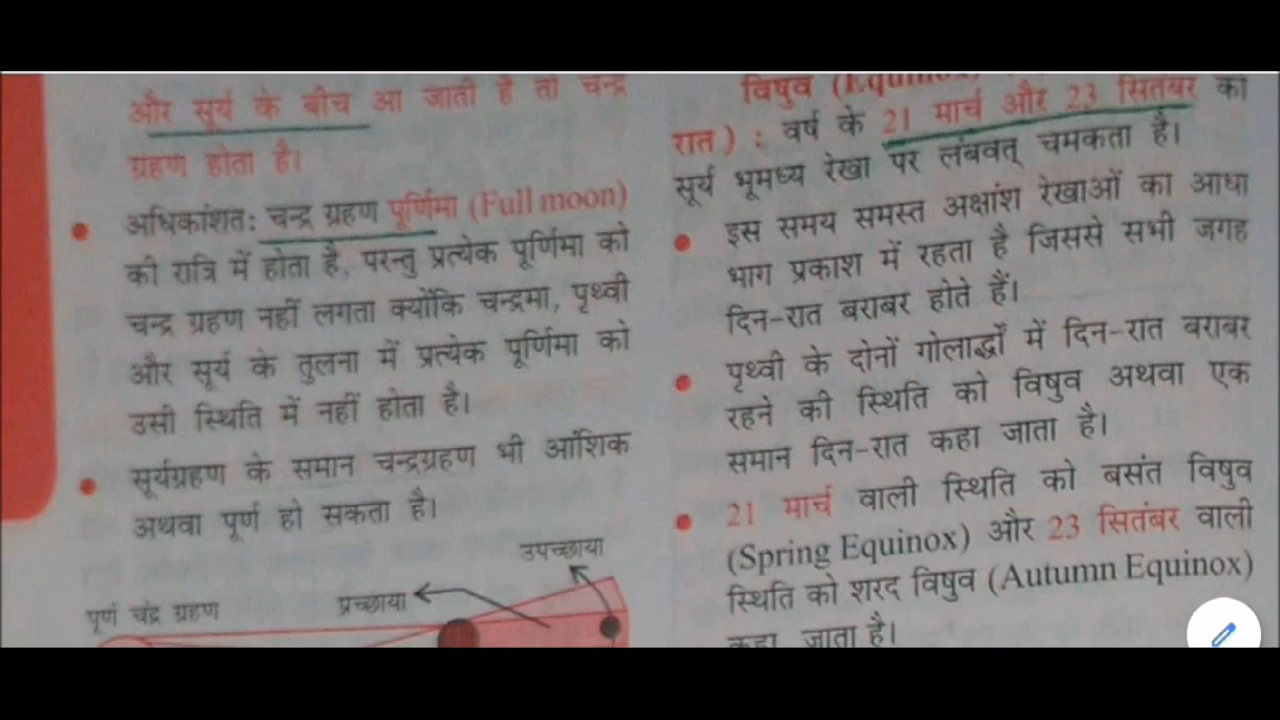 और सूर्य के बीच आ जाती है तो चन्द्र
ग्रहण होता है।
अधिकांशतः चन्द्र ग्रहण पूर्णिमा (Full moon)
की रात्रि में होता है, परन्तु प्रत्येक पूर्णिमा को
चन्द्र ग्रहण नहीं लगता क्योंकि चन्द्रमा, पृथ्वी
और सूर्य के तुलना में प्रत्येक पूर्णिमा को
उसी स्थिति में नहीं होता है।
सूर्यग्रहण के समान चन्द्रग्रहण भी आंशिक
अथवा पूर्ण हो सकता है।
उपच्छाया
पूर्ण चंद्र ग्रहण प्रच्छाया
विषुव (Equinox
रात) : वर्ष के 21 मार्च और 23 सितंबर को
सूर्य भूमध्य रेखा पर लंबवत् चमकता है।
इस समय समस्त अक्षांश रेखाओं का आधा
भाग प्रकाश में रहता है जिससे सभी जगह
दिन-रात बराबर होते हैं।
पृथ्वी के दोनों गोलार्द्धों में दिन-रात बराबर
रहने की स्थिति को विषुव अथवा एक
समान दिन-रात कहा जाता है।
21 मार्च वाली स्थिति को बसंत विषुव
(Spring Equinox) और 23 सितंबर वाली
स्थिति को शरद विषुव (Autumn Equinox)
कहा जाता है।